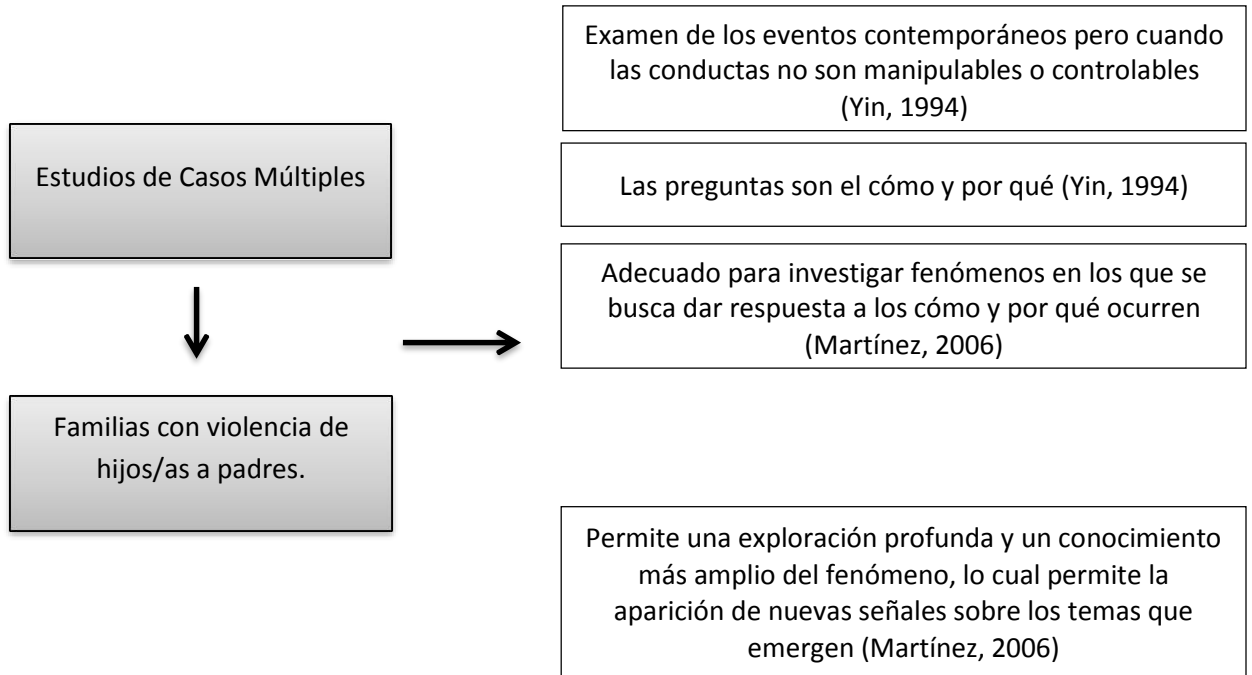 Estudios de Casos Múltiples
Familias con violencia de
hijos/as a padres.
Examen de los eventos contemporáneos pero cuando
las conductas no son manipulables o controlables
(Yin, 1994)
Las preguntas son el cómo y por qué (Yin, 1994)
Adecuado para investigar fenómenos en los que se
busca dar respuesta a los cómo y por qué ocurren
(Martínez, 2006)
Permite una exploración profunda y un conocimiento
más amplio del fenómeno, lo cual permite la
aparición de nuevas señales sobre los temas que
emergen (Martínez, 2006)